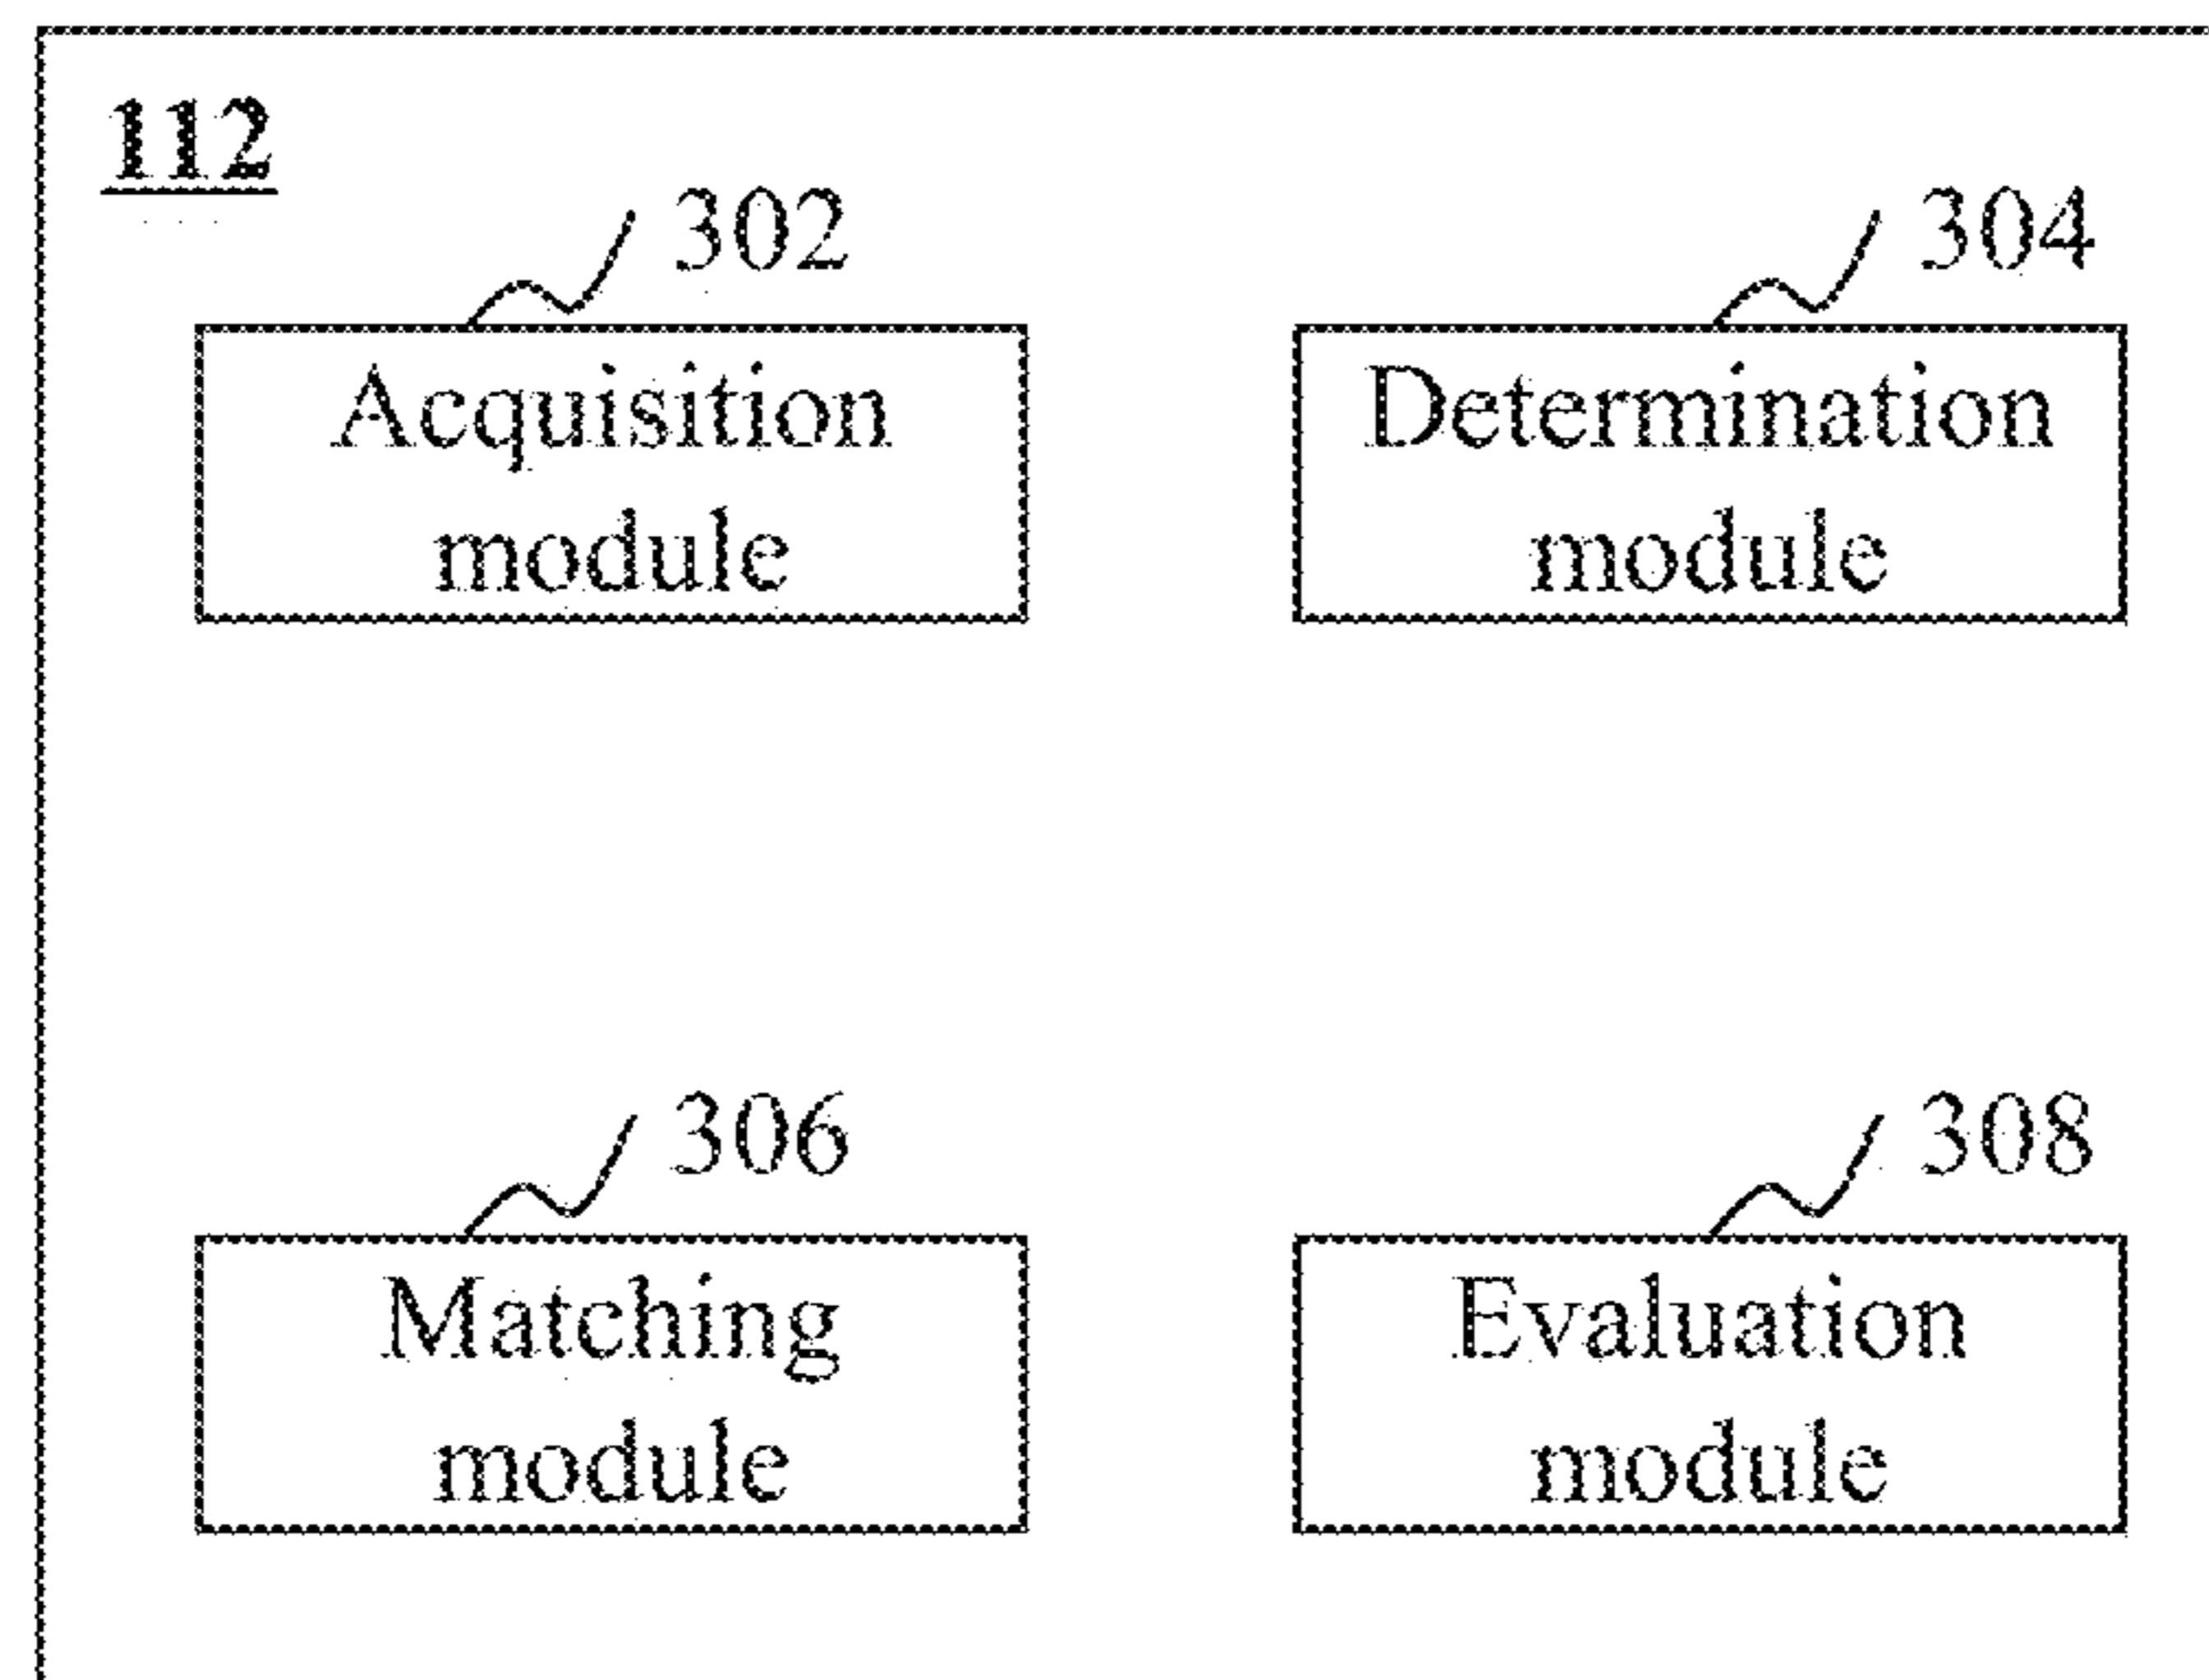 112
302
304
Acquisition
module
Determination
module
306
308
Matching
module
Evaluation
module